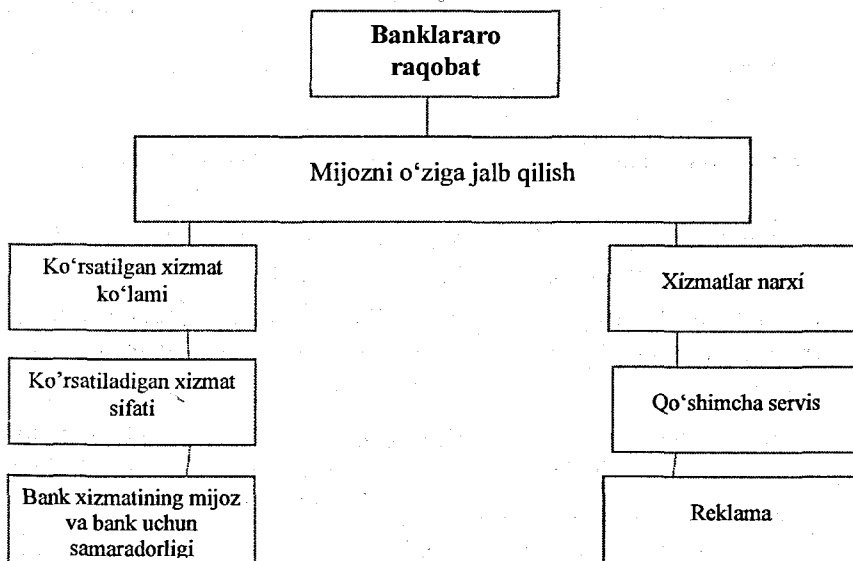 Banklararo
raqobat
Mijozni o‘ziga jalb qilish
Ko‘rsatilgan xizmat
ko‘lami
Xizmatlar narxi
Ko’rsatiladigan xizmat
sifati
Qo‘shimcha servis
Bank xizmatining mijoz
va bank uchun
samaradorligi
Reklama